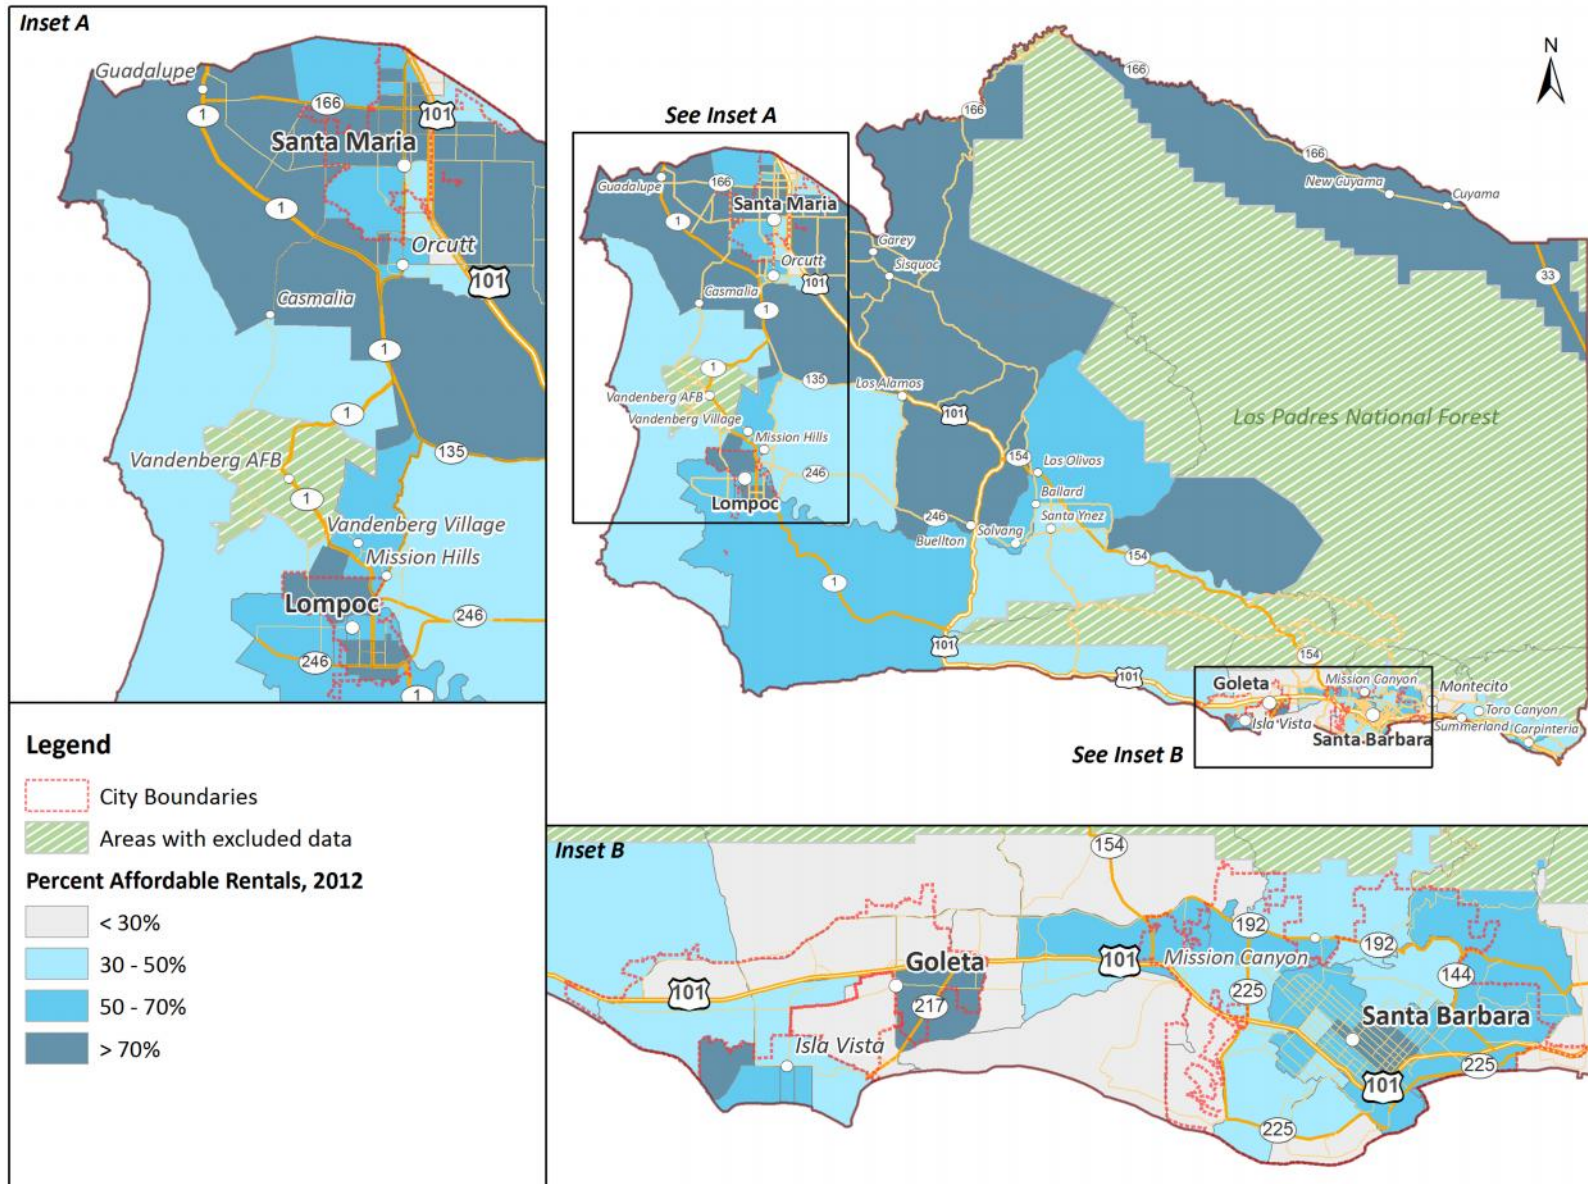 Inset A
Guadalupe
1
166
101
Santa Maria
1
Orcutt
101
Casmalia
1
1
Vandenberg AFB
135
1
Vandenberg Village
Mission Hills
Lompoc
246
246
1
Legend
City Boundaries
Areas with excluded data
Percent Affordable Rentals, 2012
< 30%
30 - 50%
50 - 70%
> 70%
N
See Inset A
166
166
166
Guadalupe
166
New Cuyama
Cuyama
Santa Maria
1
Garey
Sisquoc
Orcutt
101
33
Casmalia
1
1
135
Los Alamos
Vandenberg AFB
101
Los Padres National Forest
Vandenberg Village
Mission Hills
154
Los Olivos
246
Lompoc
Ballard
246
Solvang
Santa Ynez
Buellton
154
1
101
154
101
Goleta
Mission Canyon
Montecito
Isla Vista
Toro Canyon
Summerland
Carpinteria
Santa Barbara
See Inset B
Inset B
154
192
192
Goleta
101
Mission Canyon
144
101
225
217
Santa Barbara
Isla Vista
225
101
225